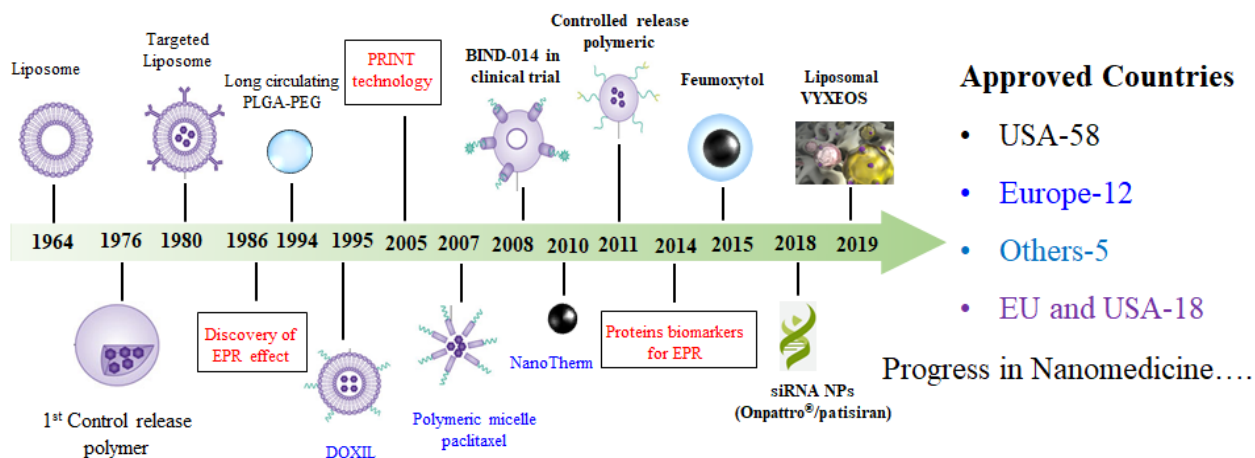 Liposome
Targeted
Liposome
Long circulating
PLGA-PEG
PRINT
technology
BIND-014 in
clinical trial
Controlled release
polymeric
Feumoxytol
Liposomal
VYXEOS
1964 1976 1980 1986 1994 1995 2005 2007 2008 2010 2011 2014 2015 2018 2019
1st Control release
polymer
Discovery of
EPR effect
DOXIL
Polymeric micelle
paclitaxel
NanoTherm
Proteins biomarkers
for EPR
siRNA NPs
(Onpattro®/patisiran)
Approved Countries
• USA-58
• Europe-12
• Others-5
• EU and USA-18
Progress in Nanomedicine....